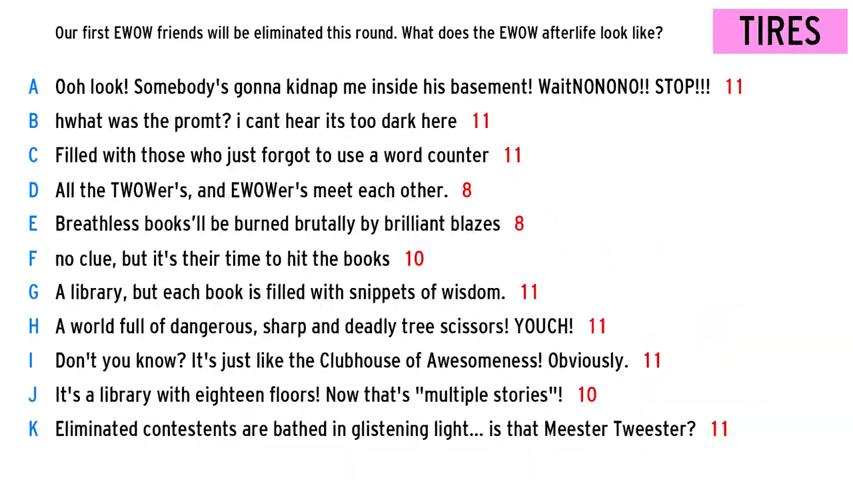 Our first EWOW friends will be eliminated this round. What does the EWOW afterlife look like?
TIRES
A Ooh look! Somebody's gonna kidnap me inside his basement! WaitNONONO!! STOP!!! 11
B hwhat was the promt? i cant hear its too dark here 11
C Filled with those who just forgot to use a word counter 11
D All the TWOWer's, and EWOWer's meet each other. 8
E Breathless books'll be burned brutally by brilliant blazes 8
F no clue, but it's their time to hit the books 10
G A library, but each book is filled with snippets of wisdom. 11
H A world full of dangerous, sharp and deadly tree scissors! YOUCH! 11
I Don't you know? It's just like the Clubhouse of Awesomeness! Obviously. 11
J It's a library with eighteen floors! Now that's "multiple stories"! 10
K Eliminated contestents are bathed in glistening light... is that Meester Tweester? 11